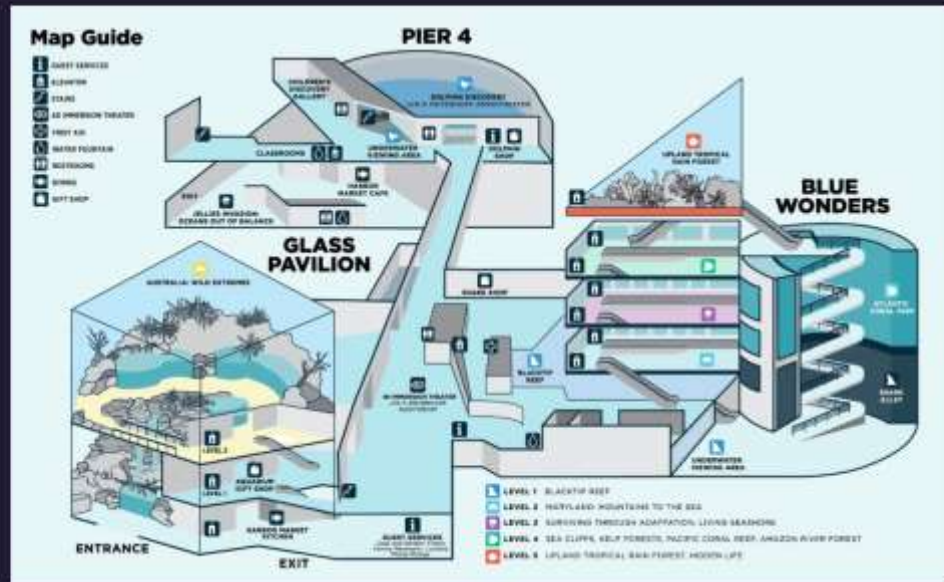 Map Guide
GUEST SERVICES
ELEVATOR
STAIRS
4D IMMERSION THEATER
FIRST AID
WATER FOUNTAIN
RESTROOMS
DINING
GIFT SHOP
PIER 4
CHILDREN'S
DISCOVERY
GALLERY
DOLPHIN DISCOVERY
AMPHITHEATER
CLASSROOMS
UNDERWATER
VIEWING AREA
DOLPHIN
SHOP
HARBOR
MARKET CAFE
EXIT
JELLIES INVASION:
OCEANS OUT OF BALANCE
UPLAND TROPICAL
RAIN FOREST
BLUE
WONDERS
GLASS
PAVILION
AUSTRALIA: WILD EXTREMES
SHARK SHOP
ATLANTIC
CORAL REEF
BLACKTIP
REEF
4D IMMERSION THEATER
SHARK
ALLEY
LEVEL 2
LEVEL 1
AQUARIUM
GIFT SHOP
UNDERWATER
VIEWING AREA
HARBOR MARKET
KITCHEN
GUEST SERVICES
ENTRANCE
EXIT
LEVEL 1 BLACKTIP REEF
LEVEL 2 MARYLAND: MOUNTAINS TO THE SEA
LEVEL 3 SURVIVING THROUGH ADAPTATION, LIVING SEASHORE
LEVEL 4 SEA CLIFFS, KELP FORESTS, PACIFIC CORAL REEF, AMAZON RIVER FOREST
LEVEL 5 UPLAND TROPICAL RAIN FOREST, HIDDEN LIFE